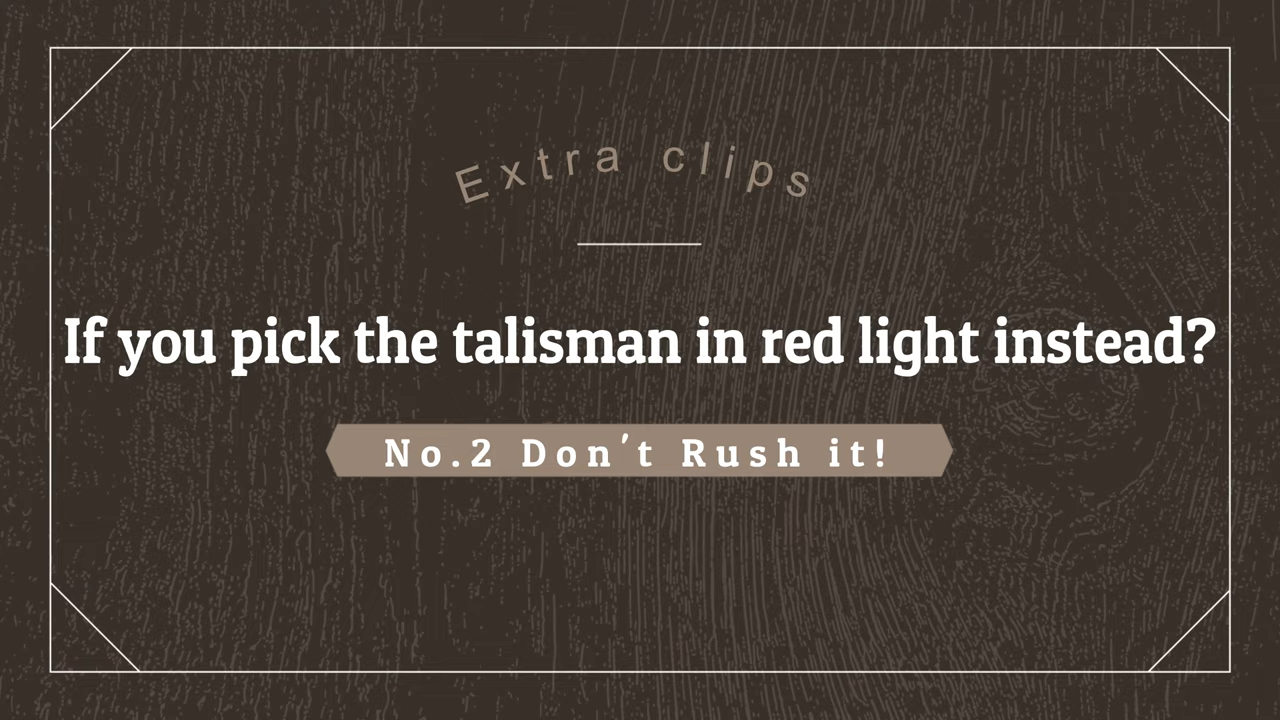 Extra clips
If you pick the talisman in red light instead?
No.2 Don't Rush it!